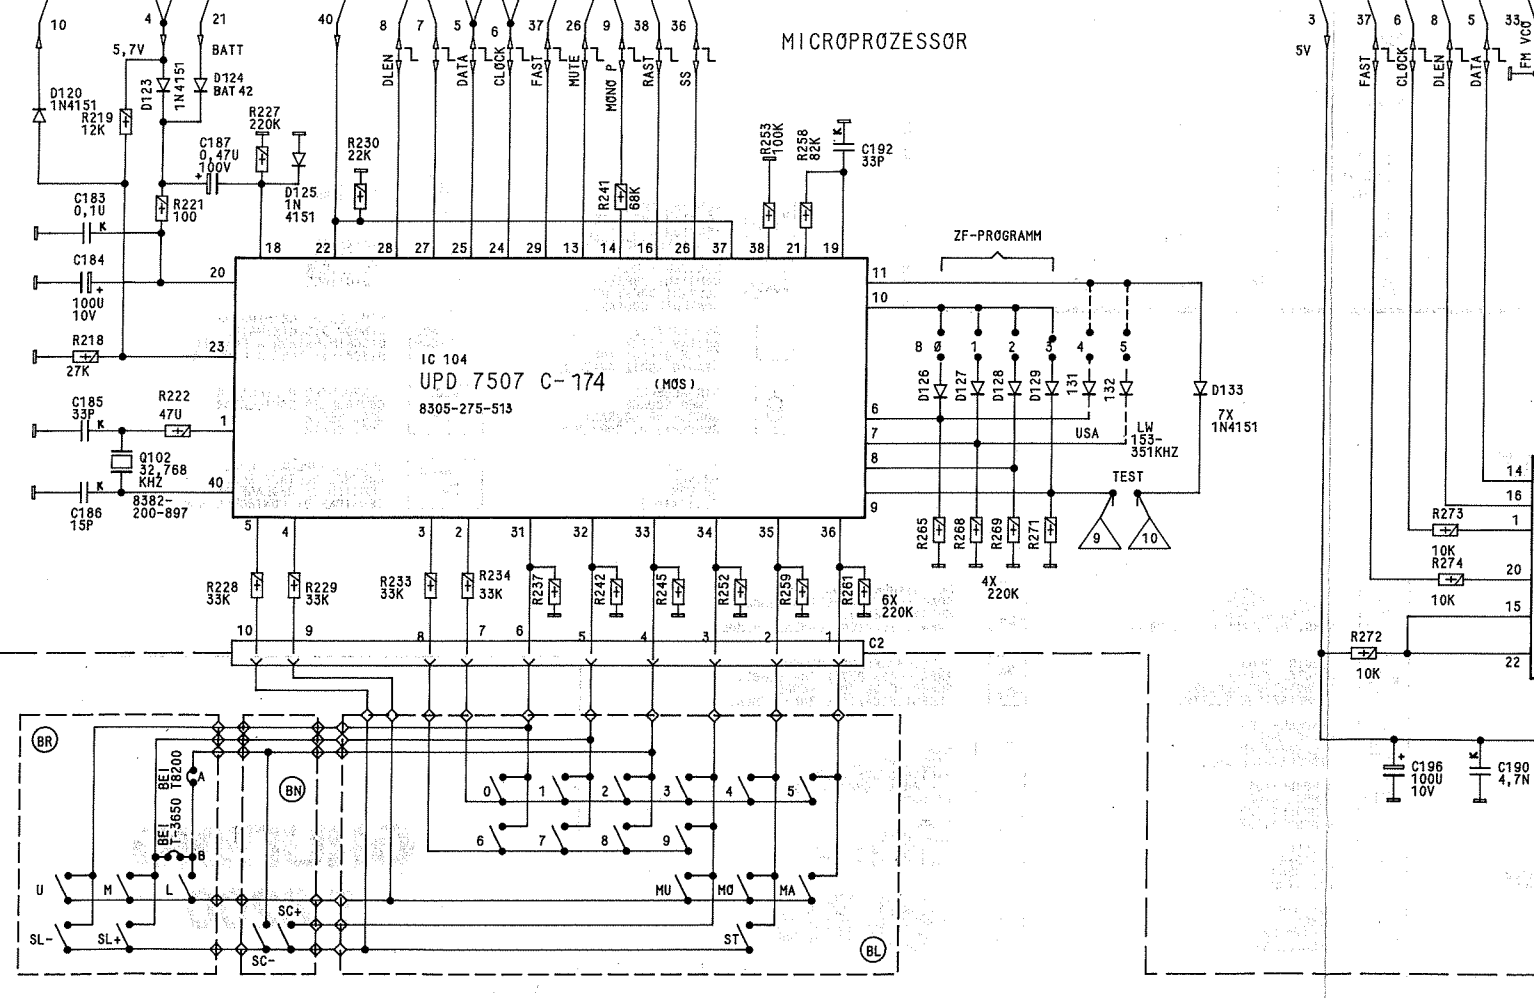 10
4
21
40
8
7
5
6
37
26
9
38
36
MICROPROZESSOR
3
37
6
8
5
33
5,7V
BATT
5V
DLEN
DATA
CLOCK
FAST
MUTE
MONO P
RAST
SS
FAST
CLOCK
DLEN
DATA
FM VCO
D120
1N4151
R219
12K
D123
1N4151
D124
BAT 42
R227
220K
C187
0,47U
100V
+
D125
1N
4151
R230
22K
R241
68K
R253
100K
R258
82K
K
C192
33P
C183
0,1U
K
R221
100
18
22
28
27
25
24
29
13
14
16
26
37
38
21
19
ZF-PROGRAMM
C184
+
100U
10V
20
11
10
R218
27K
23
IC 104
UPD 7507 C-174
(MOS)
8305-275-513
8 0
1
2
3
4
5
D126
D127
D128
D129
131
132
D133
7X
1N4151
C185
33P
K
R222
47U
1
6
7
8
9
USA
LW
153-
351KHZ
Q102
32,768
KHZ
8382-
200-897
K
C186
15P
40
TEST
9
10
5
4
3
2
31
32
33
34
35
36
R265
R268
R269
R271
4X
220K
14
16
1
20
15
22
R273
10K
R274
10K
R272
10K
R228
33K
R229
33K
R233
33K
R234
33K
R237
R242
R245
R252
R259
R261
6X
220K
10
9
8
7
6
5
4
3
2
1
C2
BR
BEI
T8200
A
BEI
T-3650
B
BN
0
1
2
3
4
5
6
7
8
9
+
C196
100U
10V
K
C190
4,7N
U
M
L
MU
MO
MA
SL-
SL+
SC+
SC-
ST
BL